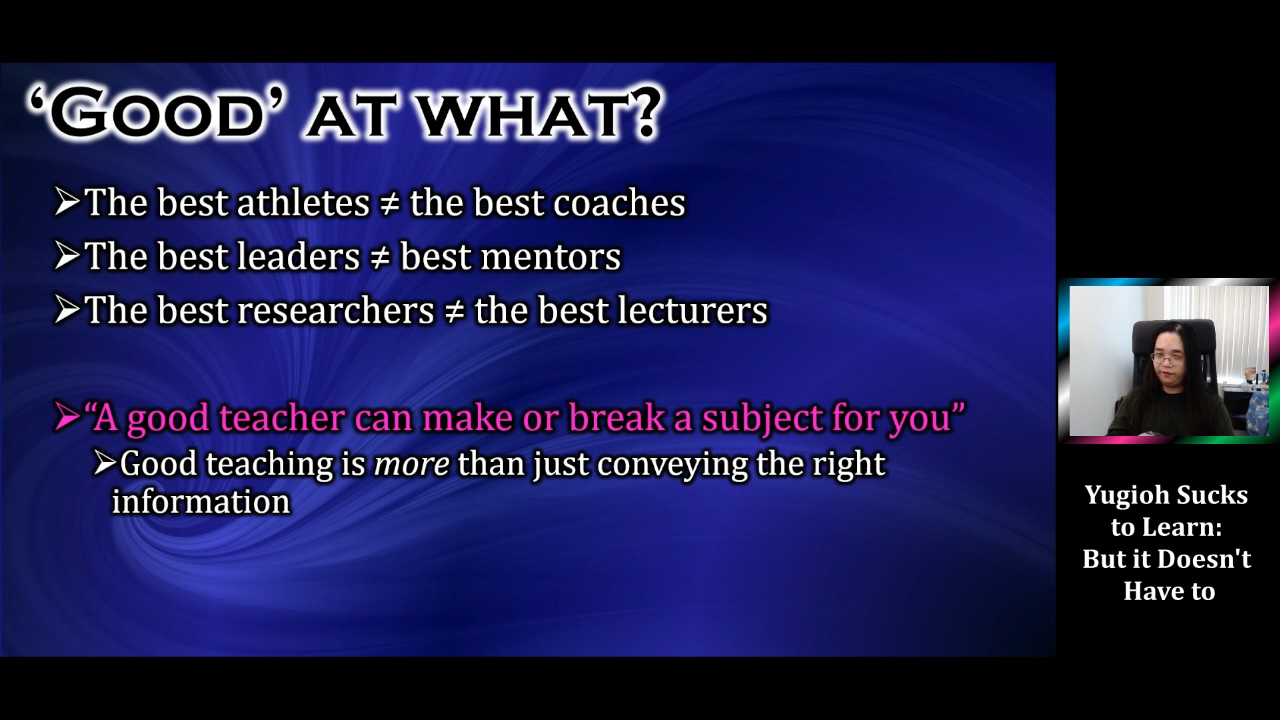 ‘Good’ at what?
➢The best athletes ≠ the best coaches
➢The best leaders ≠ best mentors
➢The best researchers ≠ the best lecturers
➢“A good teacher can make or break a subject for you”
➢Good teaching is more than just conveying the right
information
Yugioh Sucks
to Learn:
But it Doesn't
Have to